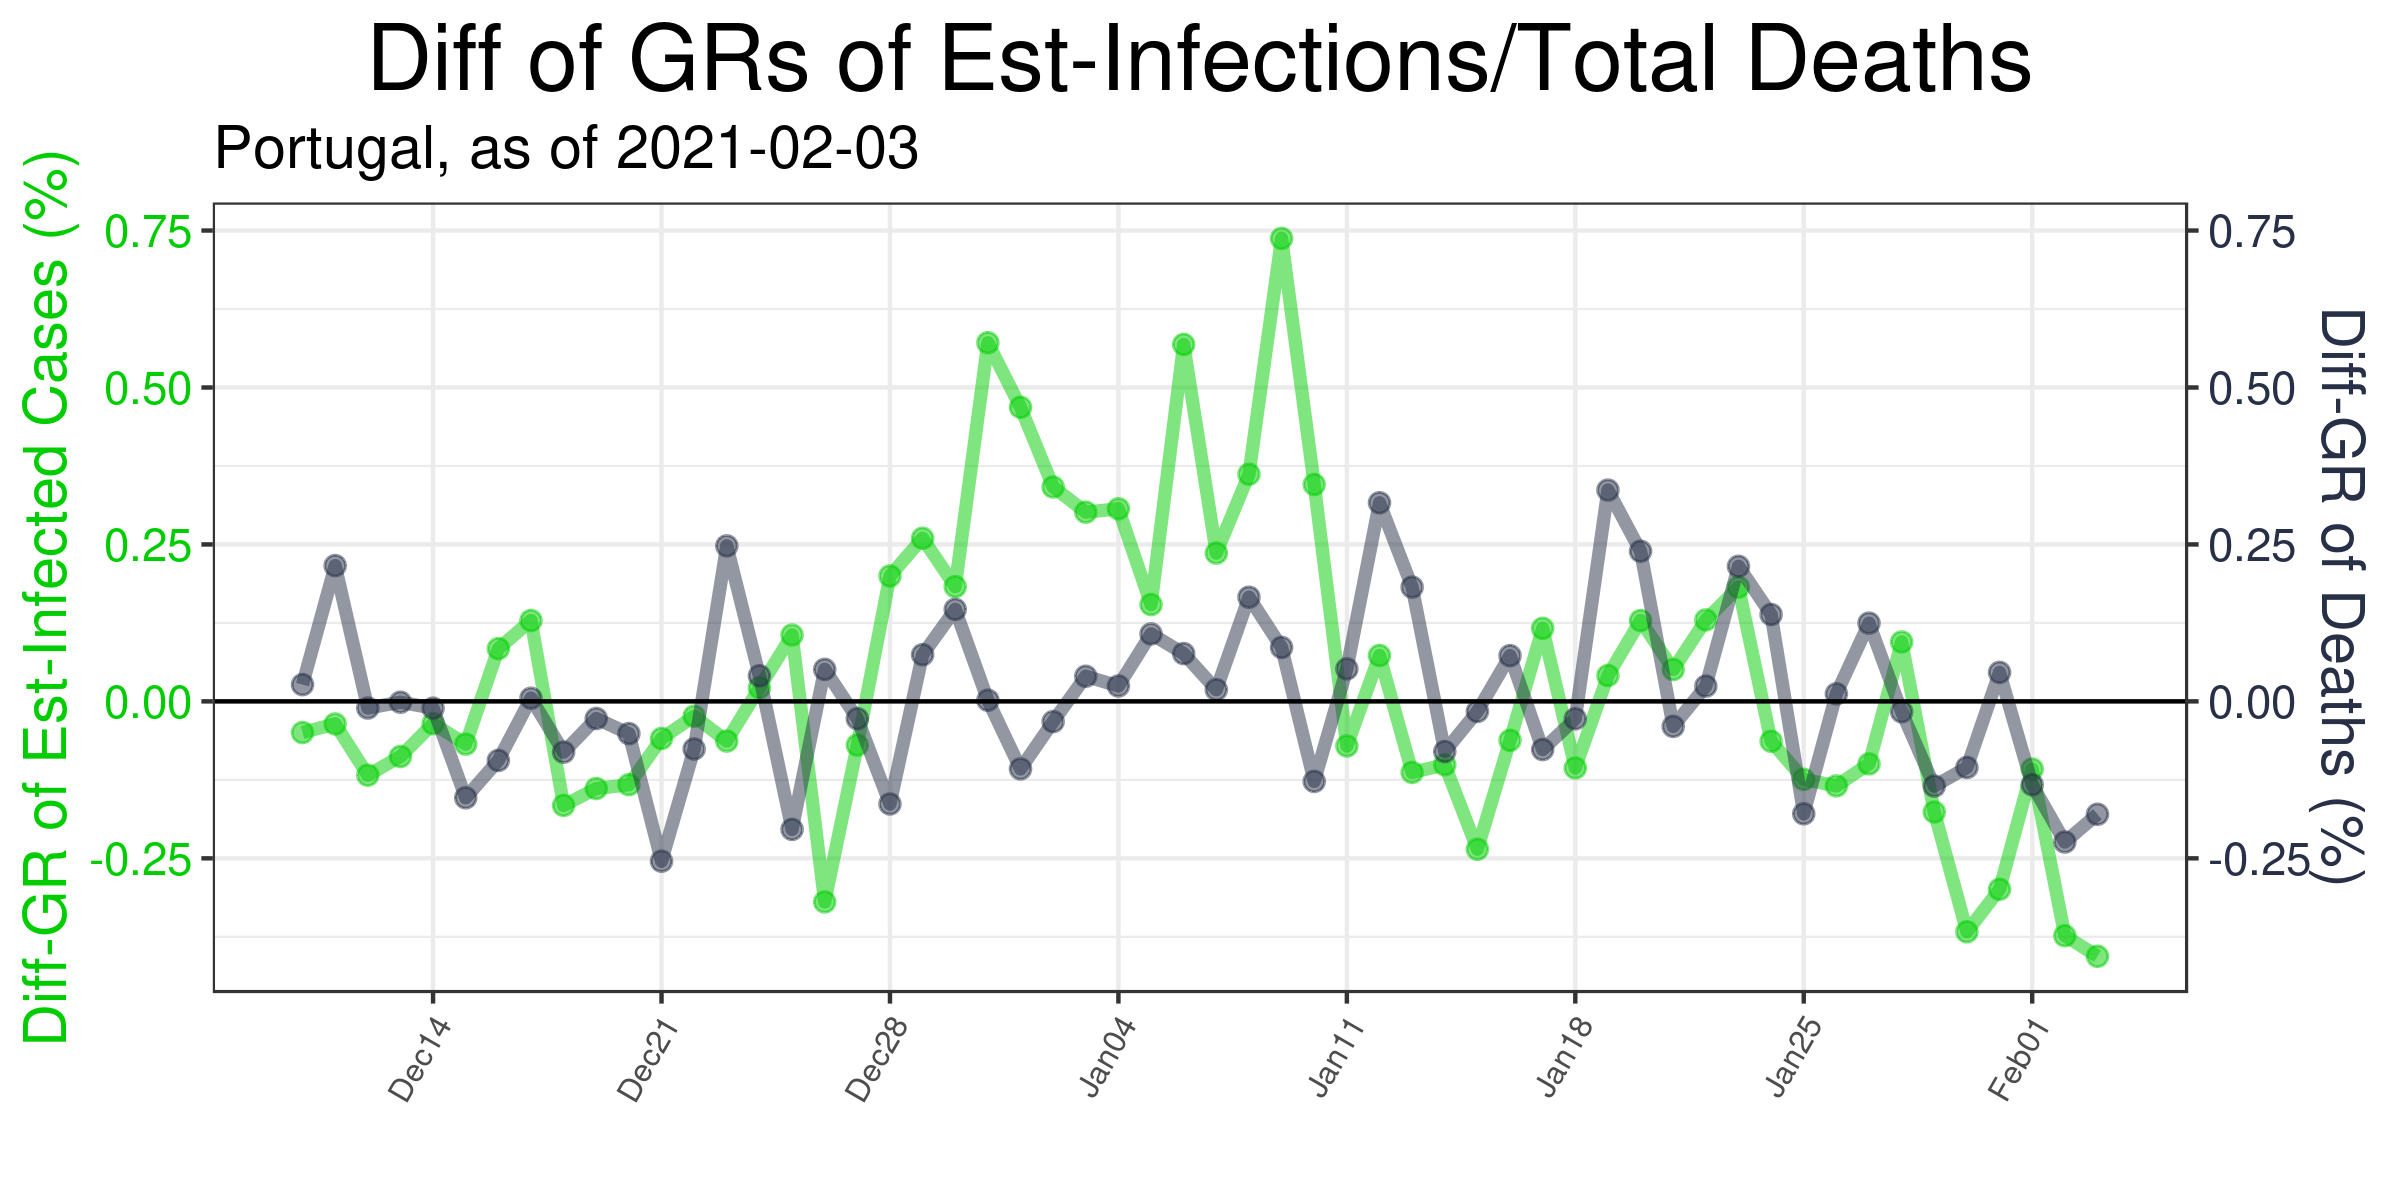 Diff of GRs of Est-Infections/Total Deaths
Portugal, as of 2021-02-03
Diff-GR of Est-Infected Cases (%)
0.75
0.50
0.25
0.00
-0.25
0.75
0.50
0.25
0.00
-0.25
Diff-GR of Deaths (%)
Dec14
Dec21
Dec28
Jan04
Jan11
Jan18
Jan25
Feb01